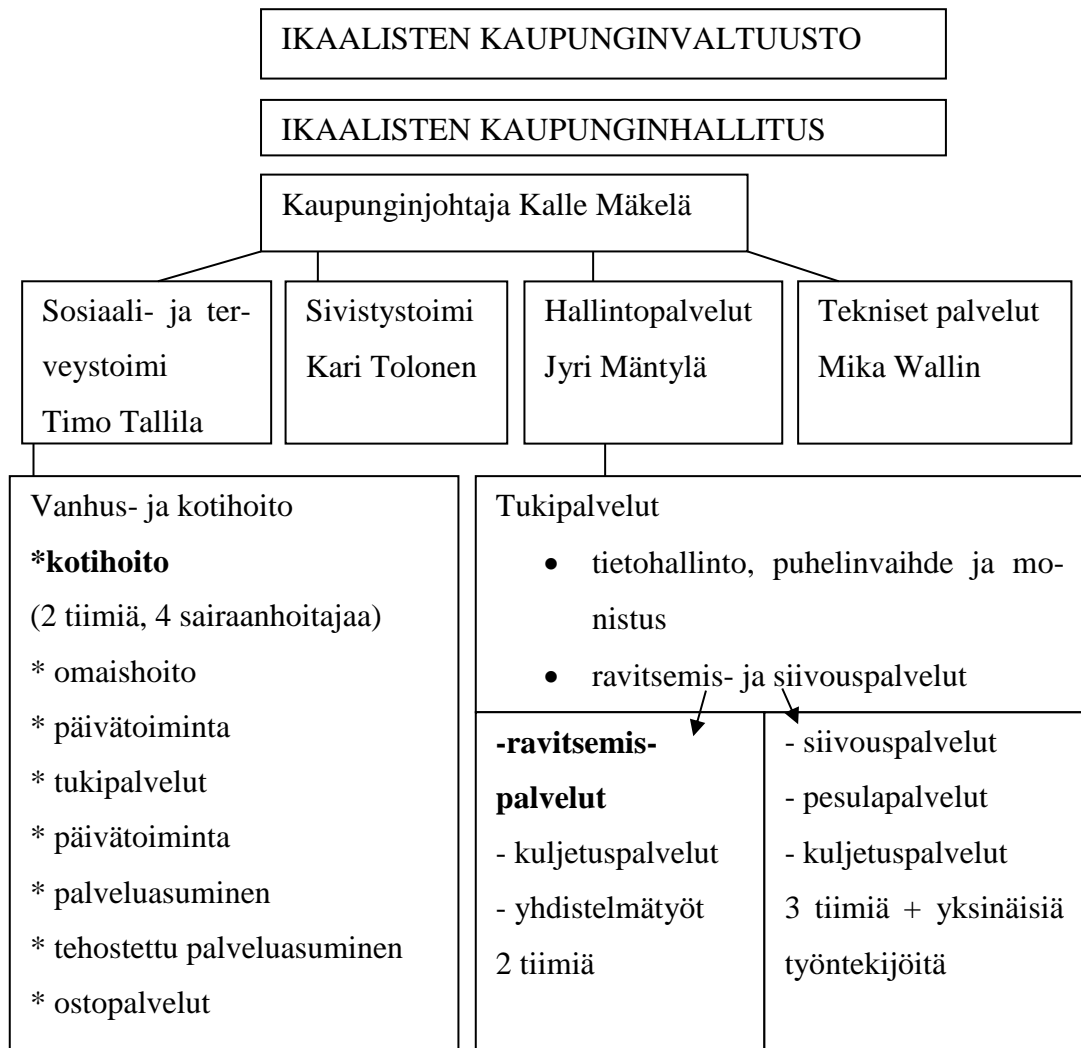 IKAALISTEN KAUPUNGINVALTUUSTO
IKAALISTEN KAUPUNGINHALLITUS
Kaupunginjohtaja Kalle Mäkelä
Sosiaali- ja ter-
veystoimi
Timo Tallila
Sivistystoimi
Kari Tolonen
Hallintopalvelut
Jyri Mäntylä
Tekniset palvelut
Mika Wallin
Vanhus- ja kotihoito
*kotihoito
(2 tiimiä, 4 sairaanhoitajaa)
* omaishoito
* päivätoiminta
* tukipalvelut
* päivätoiminta
* palveluasuminen
* tehostettu palveluasuminen
* ostopalvelut
Tukipalvelut
• tietohallinto, puhelinvaihde ja mo-
nistus
• ravitsemis- ja siivouspalvelut
-ravitsemis-
palvelut
- kuljetuspalvelut
- yhdistelmätyöt
2 tiimiä
- siivouspalvelut
- pesulapalvelut
- kuljetuspalvelut
3 tiimiä + yksinäisiä
työntekijöitä